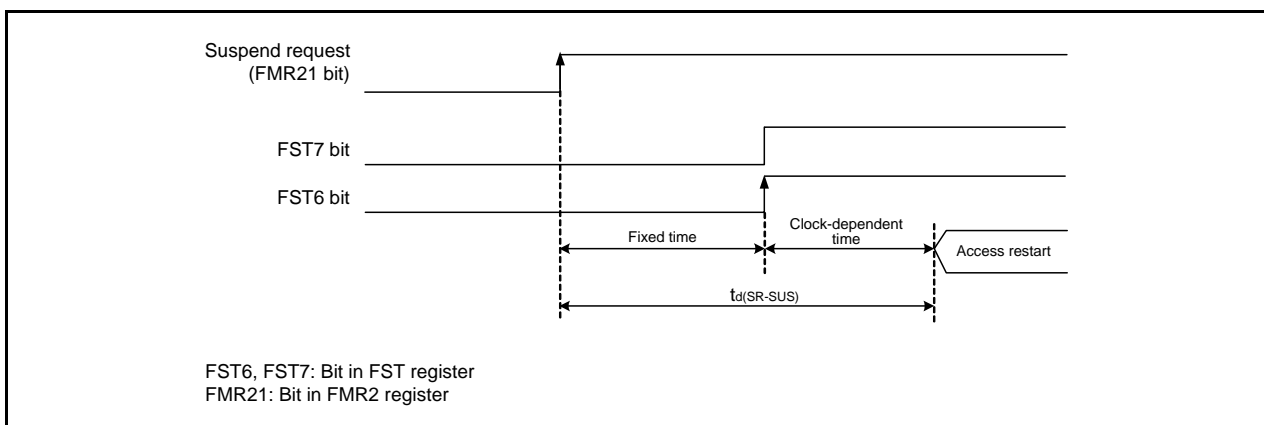 Suspend request
(FMR21 bit)
FST7 bit
FST6 bit
Fixed time
Clock-dependent
time
Access restart
td(SR-SUS)
FST6, FST7: Bit in FST register
FMR21: Bit in FMR2 register